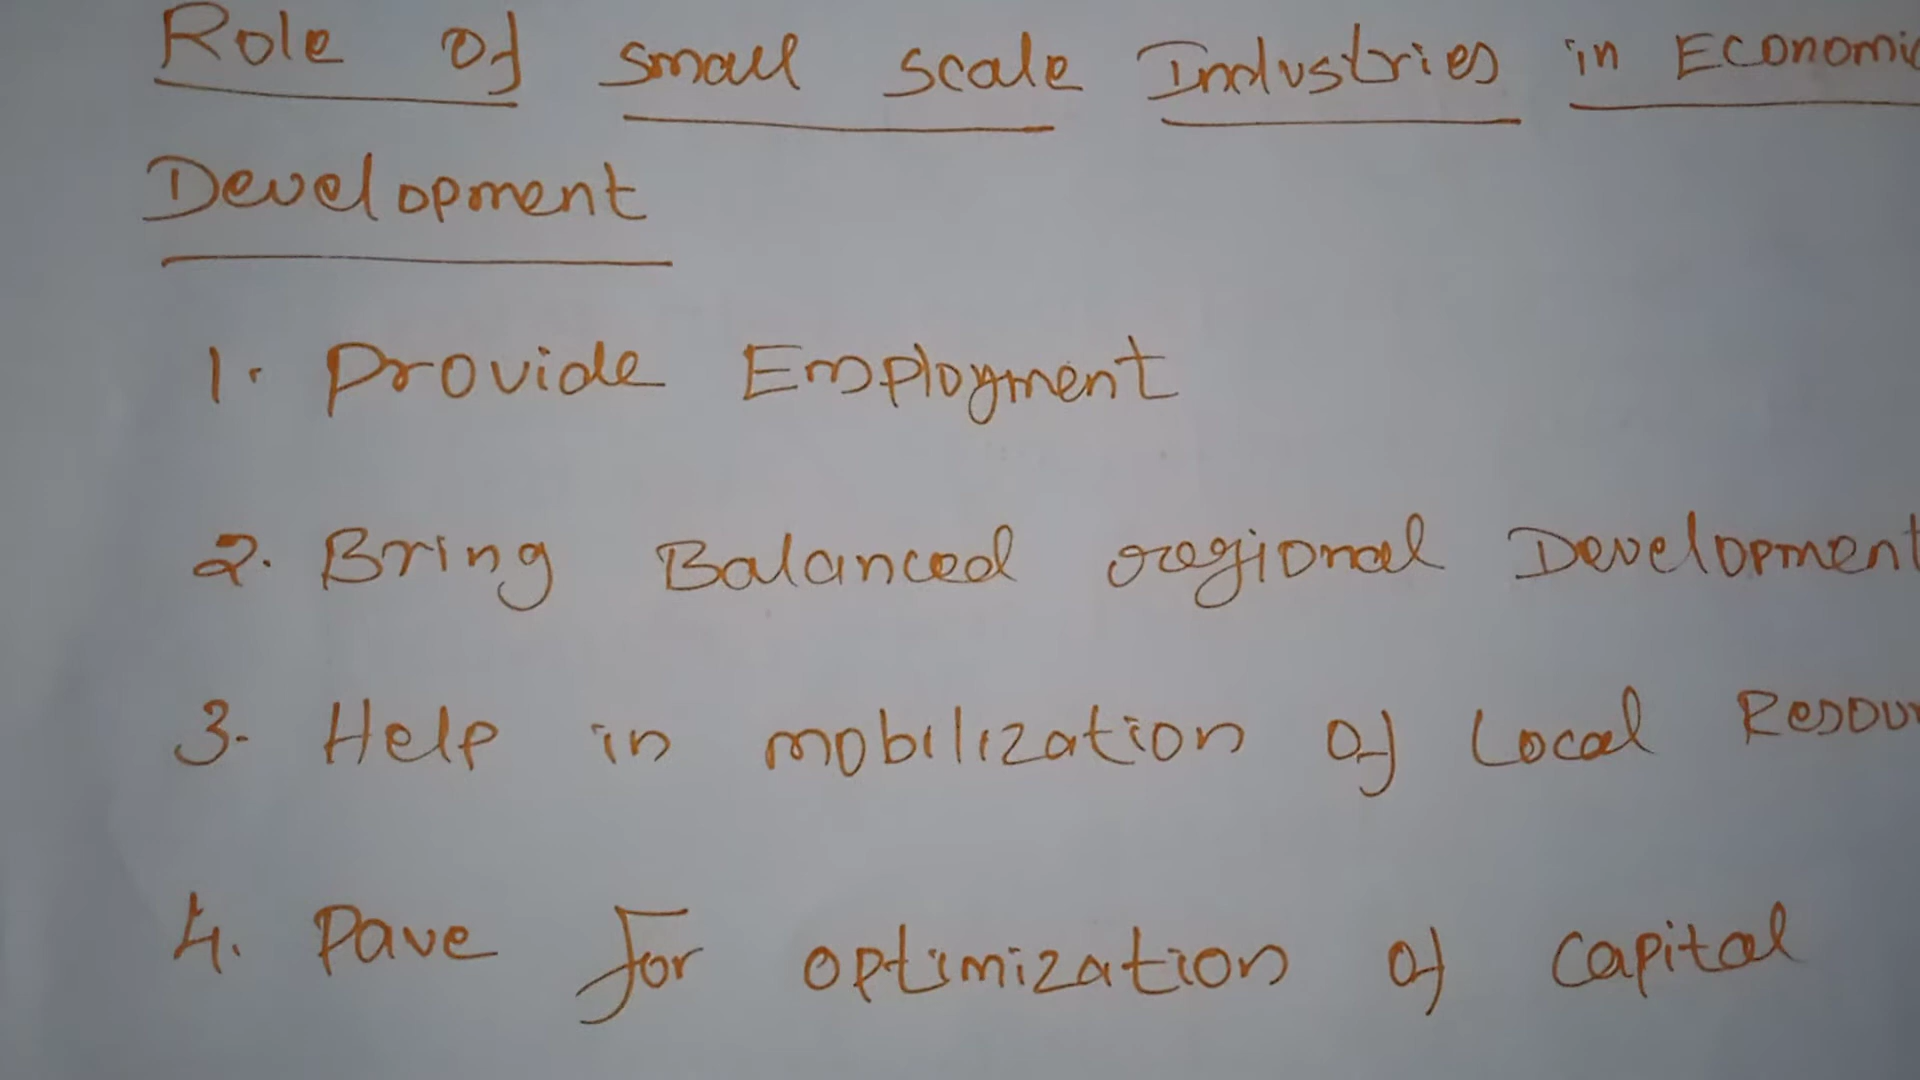 Role of small scale Industries in Economic
Development
1. Provide Employment
2. Bring Balanced regional Development
3. Help in mobilization of Local Resour
4. Pave for optimization of capital